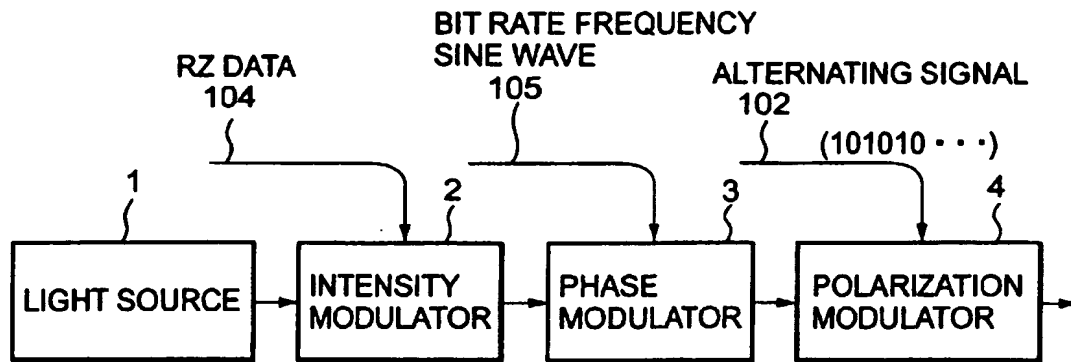 BIT RATE FREQUENCY
SINE WAVE
105
RZ DATA
104
ALTERNATING SIGNAL
102
(101010 · · ·)
1
2
3
4
LIGHT SOURCE
INTENSITY
MODULATOR
PHASE
MODULATOR
POLARIZATION
MODULATOR